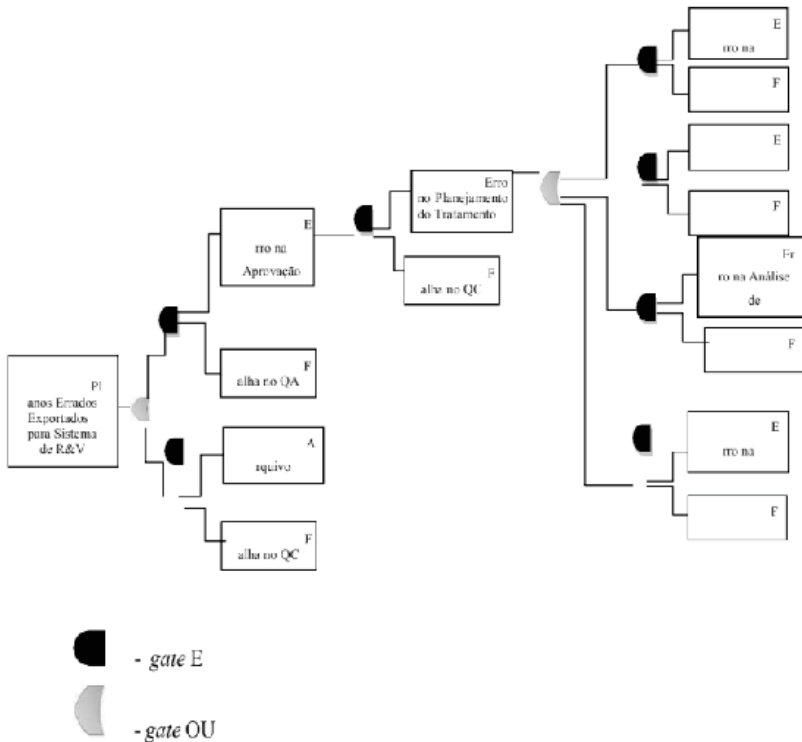 Pl
anos Errados
Exportados
para Sistema
de R&V
E
rro na
Aprovação
F
alha no QA
A
rquivo
F
alha no QC
Erro
no Planejamento
do Tratamento
F
alha no QC
E
rro na
F
E
F
Er
ro na Análise
de
F
E
rro na
F
- gate E
- gate OU